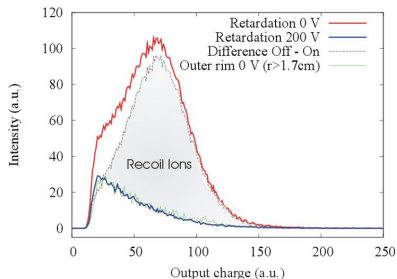 Retardation 0 V
Retardation 200 V
Difference Off - On
Outer rim 0 V (r>1.7cm)
Intensity (a.u.)
120
100
80
60
40
20
0
Recoil Ions
0 50 100 150 200 250
Output charge (a.u.)